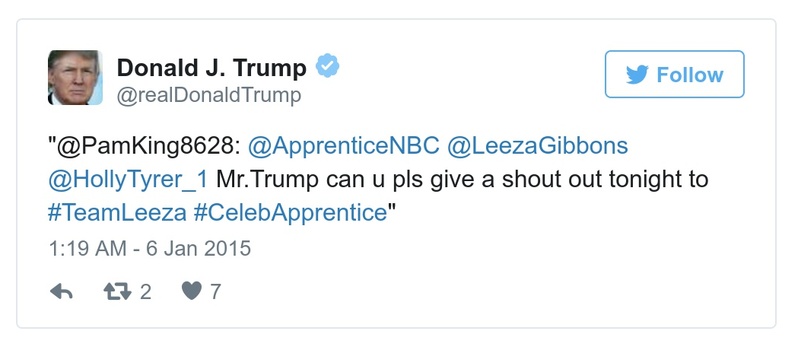 Donald J. Trump
@realDonaldTrump
Follow
"@PamKing8628: @ApprenticeNBC @LeezaGibbons
@HollyTyrer_1 Mr.Trump can u pls give a shout out tonight to
#TeamLeeza #CelebApprentice"
1:19 AM - 6 Jan 2015
2 7